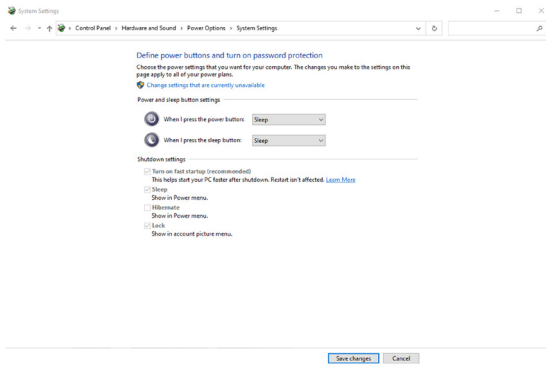 System Settings
Control Panel > Hardware and Sound > Power Options > System Settings
Define power buttons and turn on password protection
Choose the power settings that you want for your computer. The changes you make to the settings on this
page apply to all of your power plans.
Change settings that are currently unavailable
Power and sleep button settings
When I press the power button: Sleep
When I press the sleep button: Sleep
Shutdown settings
Turn on fast startup (recommended)
This helps start your PC faster after shutdown. Restart isn't affected. Learn More
Sleep
Show in Power menu.
Hibernate
Show in Power menu.
Lock
Show in account picture menu.
Save changes Cancel